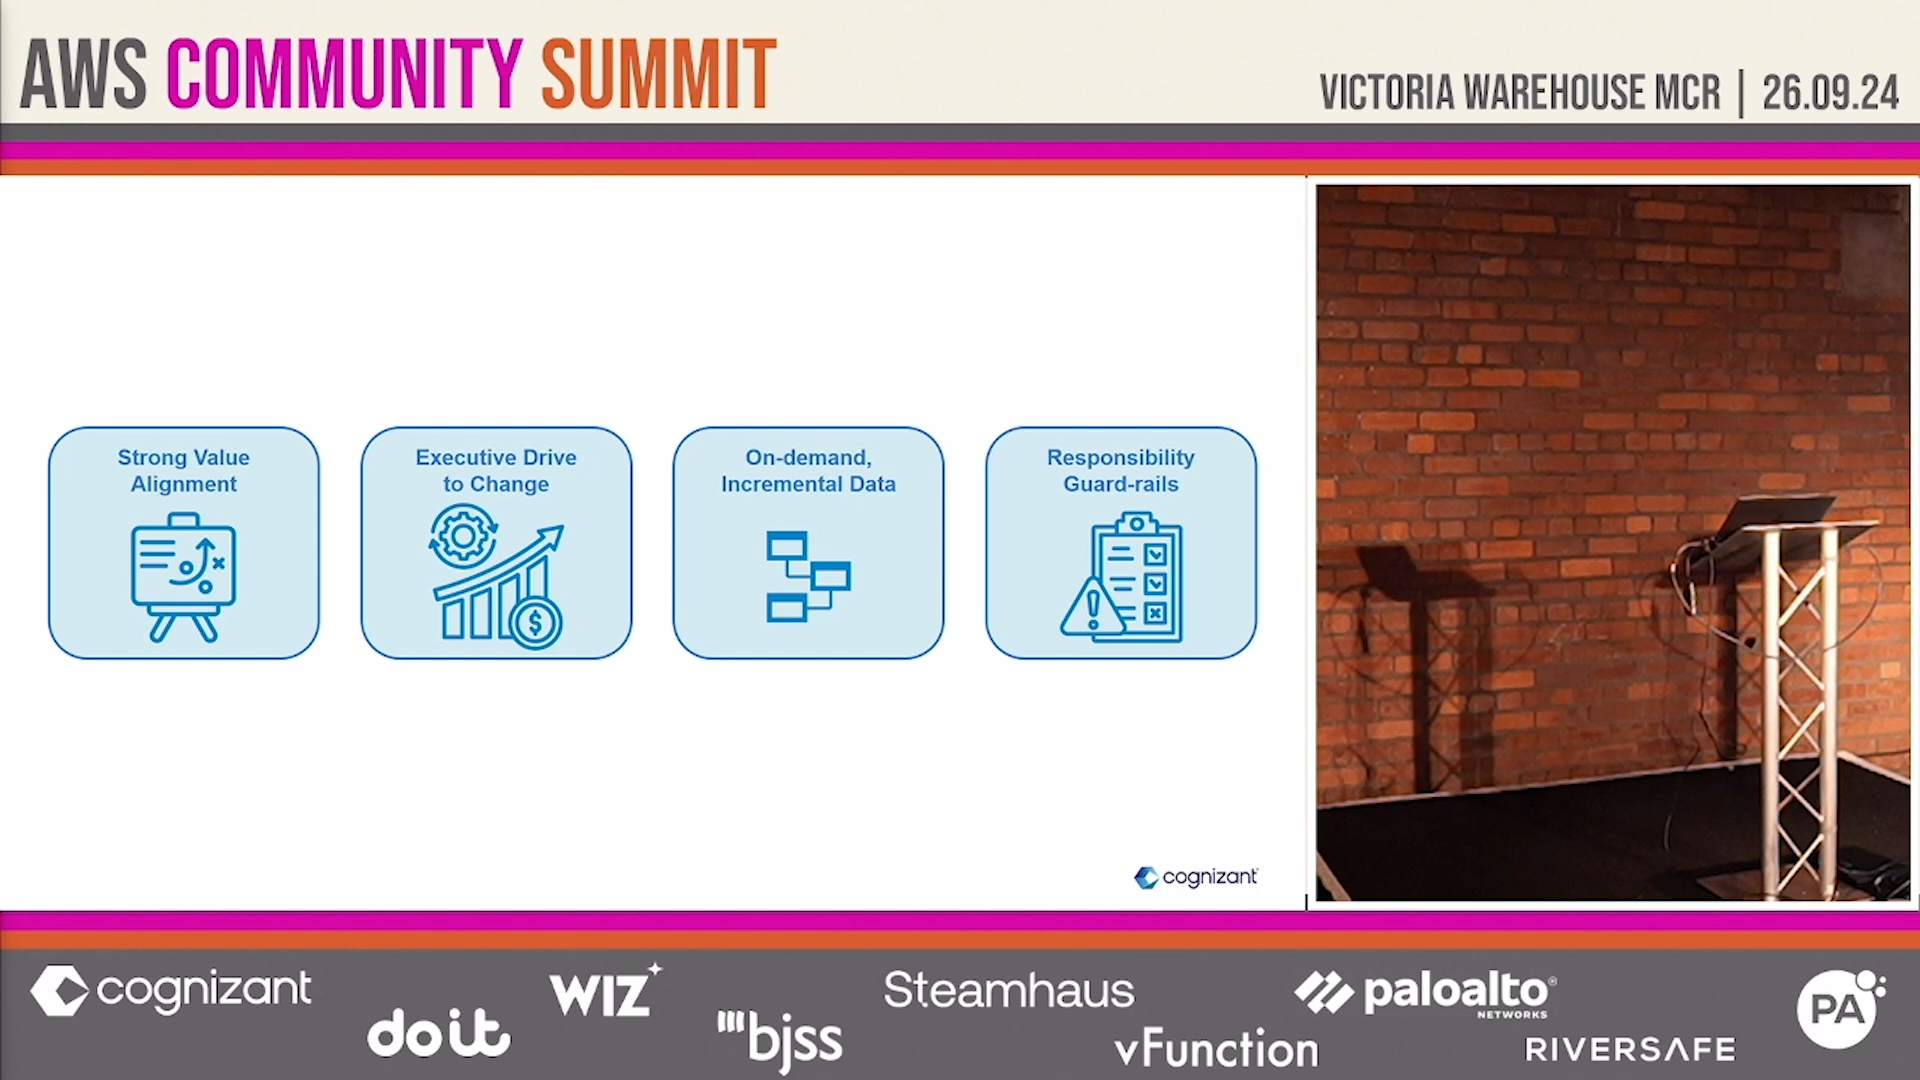 AWS COMMUNITY SUMMIT
VICTORIA WAREHOUSE MCR | 26.09.24
Strong Value
Alignment
Executive Drive
to Change
On-demand,
Incremental Data
Responsibility
Guard-rails
cognizant
cognizant
doit
WIZ
bjss
Steamhaus
vFunction
paloalto®
NETWORKS
RIVERSAFE
PA